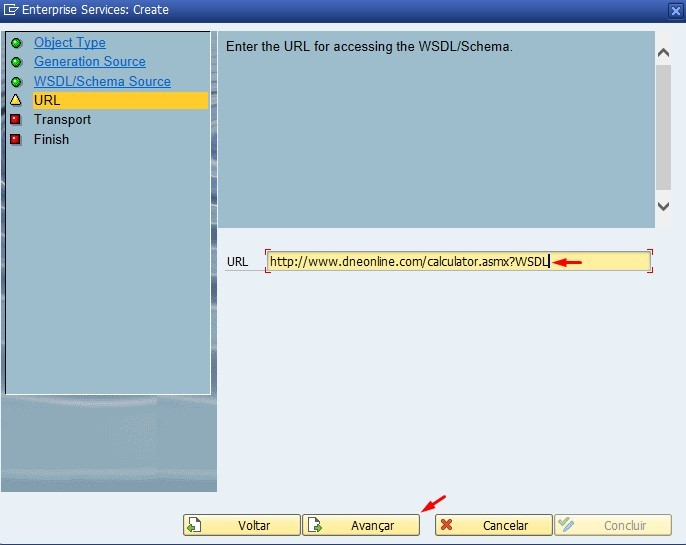 Enterprise Services: Create
Object Type
Generation Source
WSDL/Schema Source
URL
Transport
Finish
Enter the URL for accessing the WSDL/Schema.
URL http://www.dneonline.com/calculator.asmx?WSDL
Voltar Avançar Cancelar Concluir